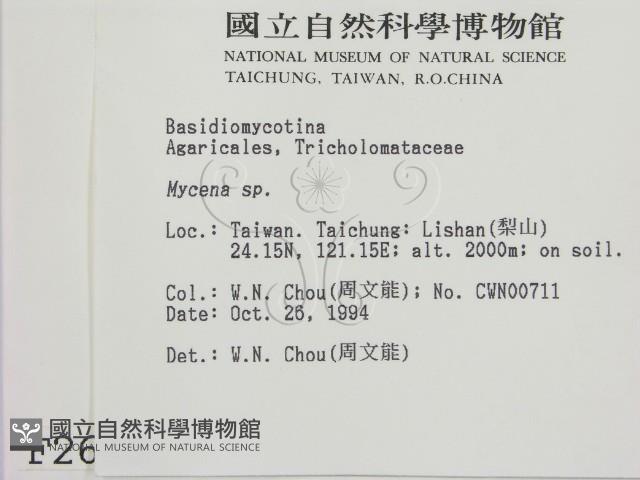 國立自然科學博物館
NATIONAL MUSEUM OF NATURAL SCIENCE
TAICHUNG, TAIWAN, R.O.CHINA
Basidiomycotina
Agaricales, Tricholomataceae
Mycena sp.
Loc.: Taiwan. Taichung: Lishan(梨山)
24.15N, 121.15E; alt. 2000m; on soil.
Col.: W.N. Chou(周文能); No. CWN00711
Date: Oct. 26, 1994
Det.: W.N. Chou(周文能)
國立自然科學博物館
NATIONAL MUSEUM OF NATURAL SCIENCE